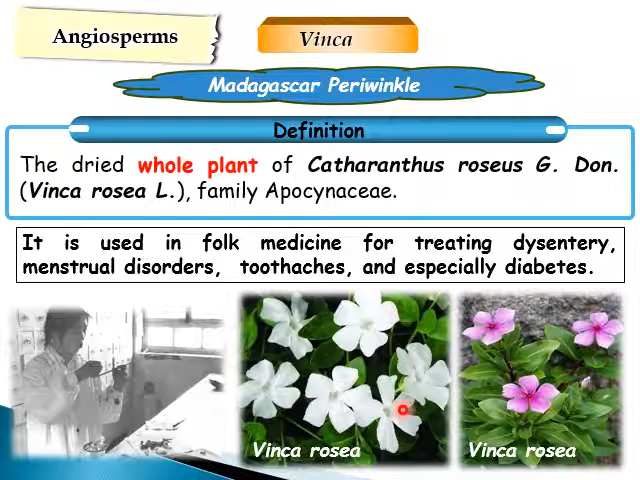 Angiosperms
Vinca
Madagascar Periwinkle
Definition
The dried whole plant of Catharanthus roseus G. Don.
(Vinca rosea L.), family Apocynaceae.
It is used in folk medicine for treating dysentery,
menstrual disorders, toothaches, and especially diabetes.
Vinca rosea
Vinca rosea